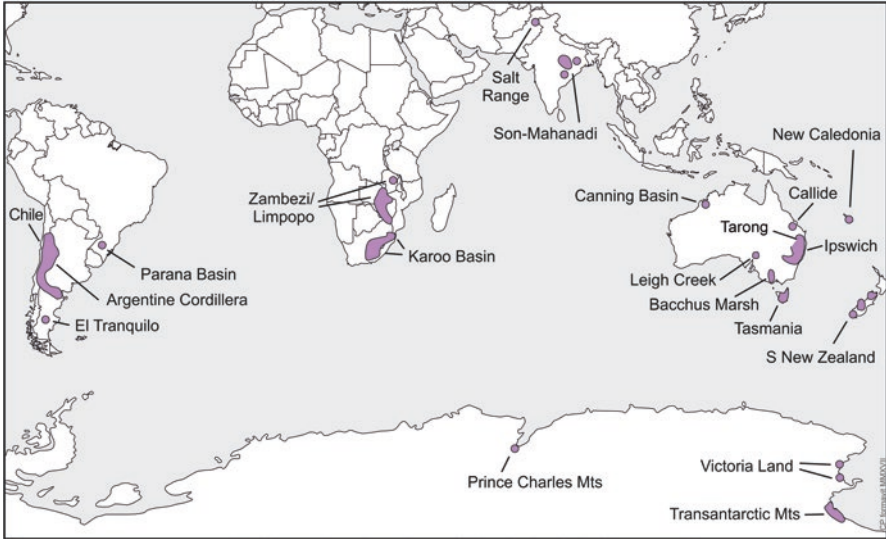 Salt
Range
Son-Mahanadi
New Caledonia
Zambezi/
Limpopo
Canning Basin
Callide
Chile
Tarong
Ipswich
Karoo Basin
Parana Basin
Leigh Creek
Argentine Cordillera
Bacchus Marsh
El Tranquilo
Tasmania
S New Zealand
Prince Charles Mts
Victoria Land
Transantarctic Mts